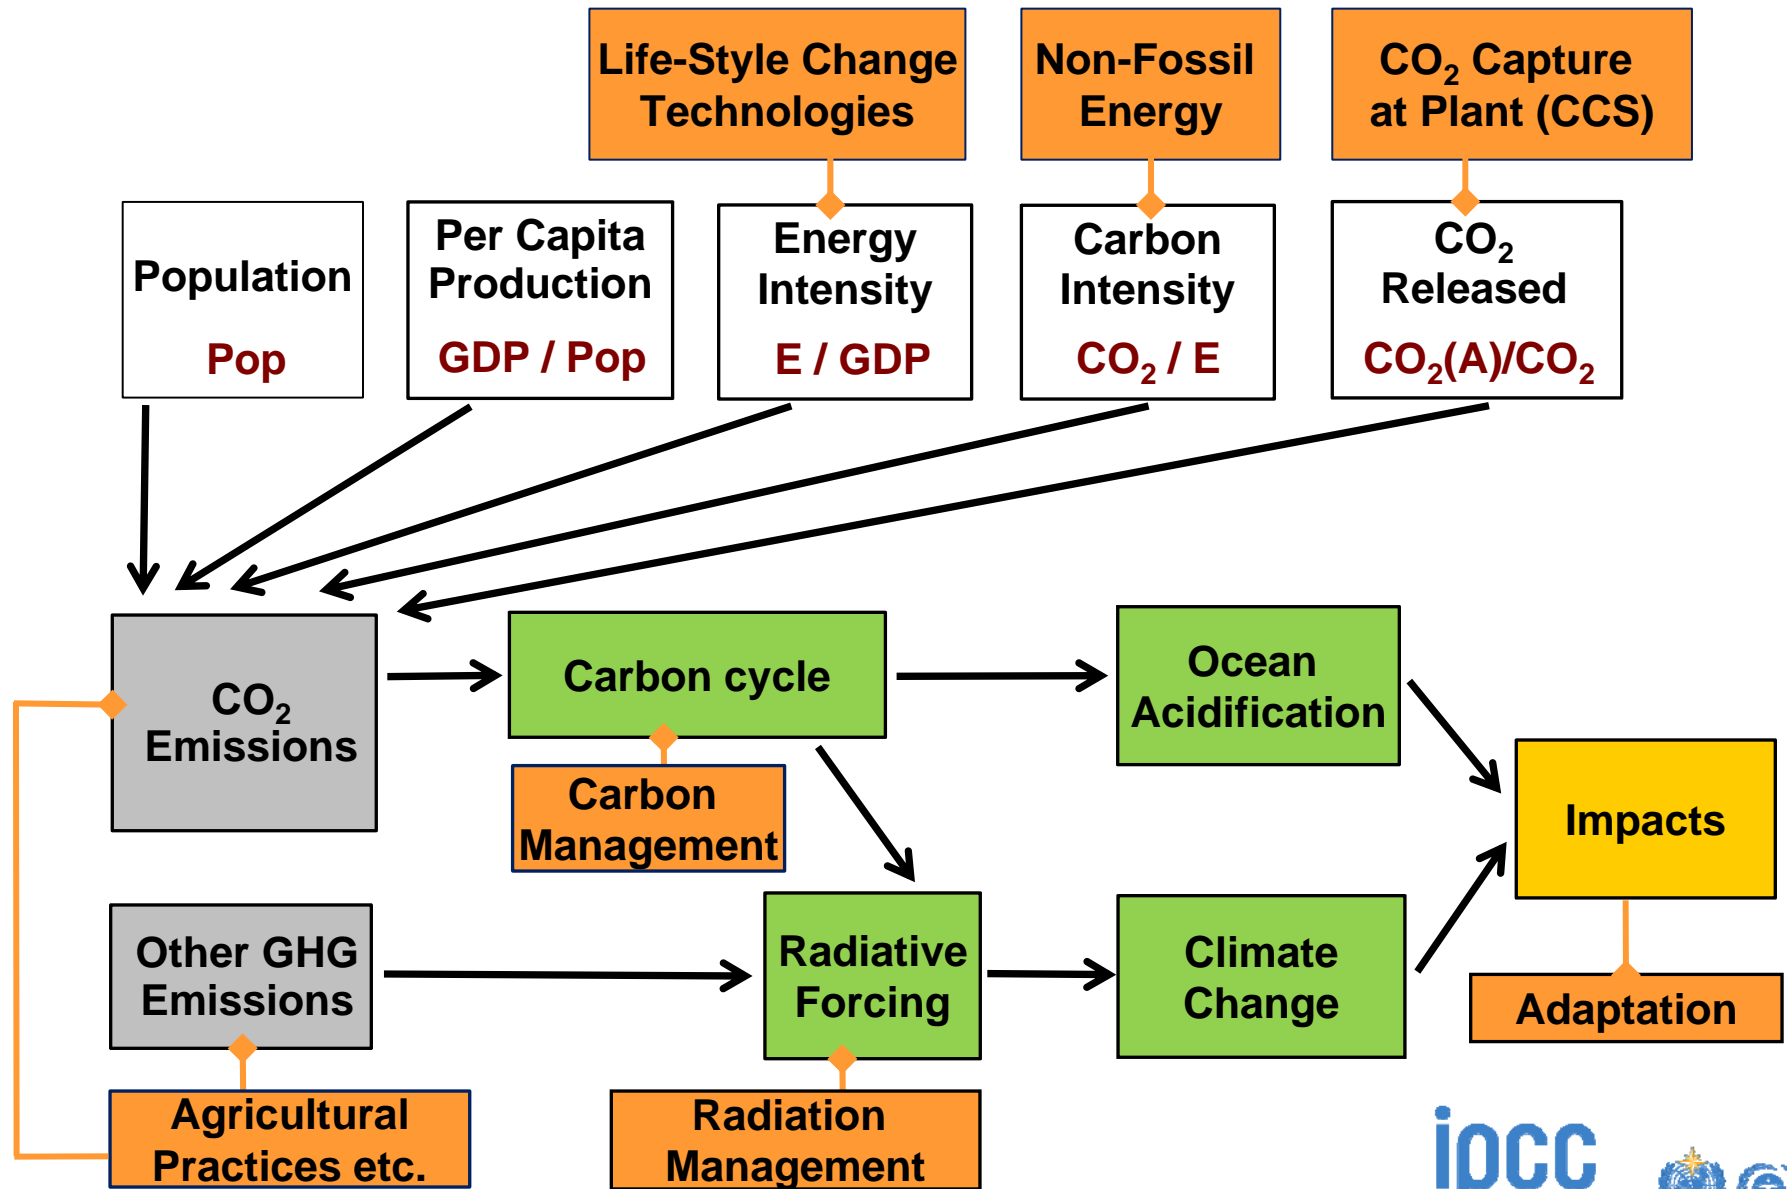 Life-Style Change
Technologies
Non-Fossil
Energy
CO₂ Capture
at Plant (CCS)
Population
Pop
Per Capita
Production
GDP / Pop
Energy
Intensity
E / GDP
Carbon
Intensity
CO₂ / E
CO₂
Released
CO₂(A)/CO₂
CO₂
Emissions
Carbon cycle
Ocean
Acidification
Carbon
Management
Impacts
Other GHG
Emissions
Radiative
Forcing
Climate
Change
Adaptation
Agricultural
Practices etc.
Radiation
Management
ipcc